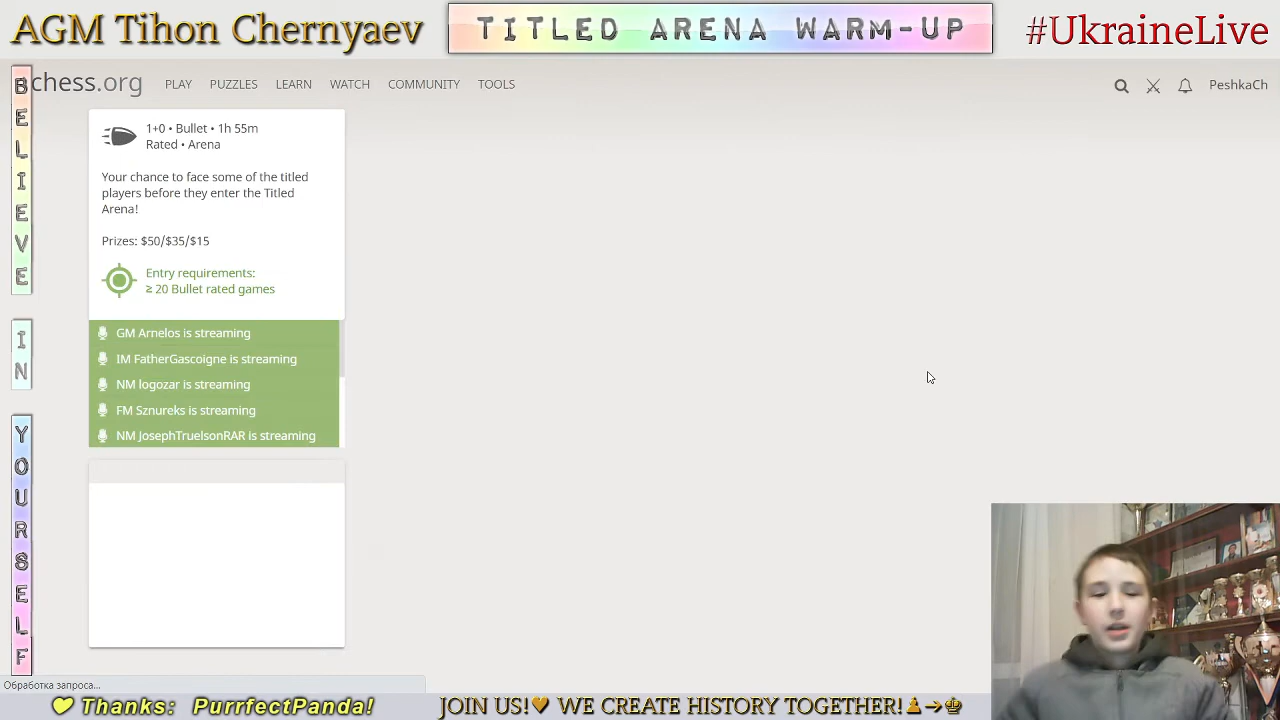 AGM Tihon Chernyaev
TITLED ARENA WARM-UP
#UkraineLive
chess.org
PLAY PUZZLES LEARN WATCH COMMUNITY TOOLS
PeshkaCh
BELIEVE
IN
YOURSELF
1+0 • Bullet • 1h 55m
Rated • Arena
Your chance to face some of the titled
players before they enter the Titled
Arena!
Prizes: $50/$35/$15
Entry requirements:
≥ 20 Bullet rated games
GM Arnelos is streaming
IM FatherGascoigne is streaming
NM logozar is streaming
FM Sznureks is streaming
NM JosephTruelsonRAR is streaming
Обработка запроса...
Thanks: PurrfectPanda!
JOIN US! WE CREATE HISTORY TOGETHER!